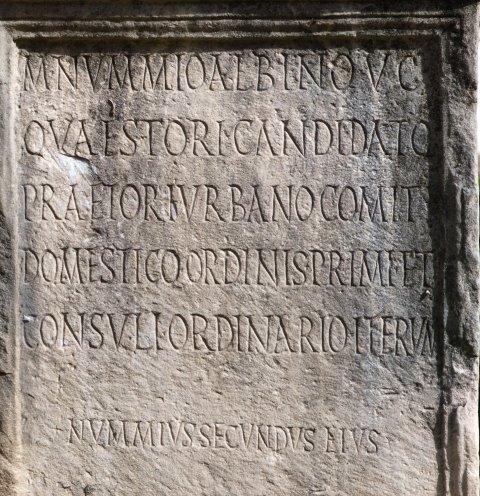 M NVMMIO ALBINO V C
QVAESTORI CANDIDATO
PRAETORI VRBANO COMITI
DOMESTICO ORDINIS PRIMI ET
CONSVLI ORDINARIO ITERVM
NVMMIVS SECVNDVS EIVS